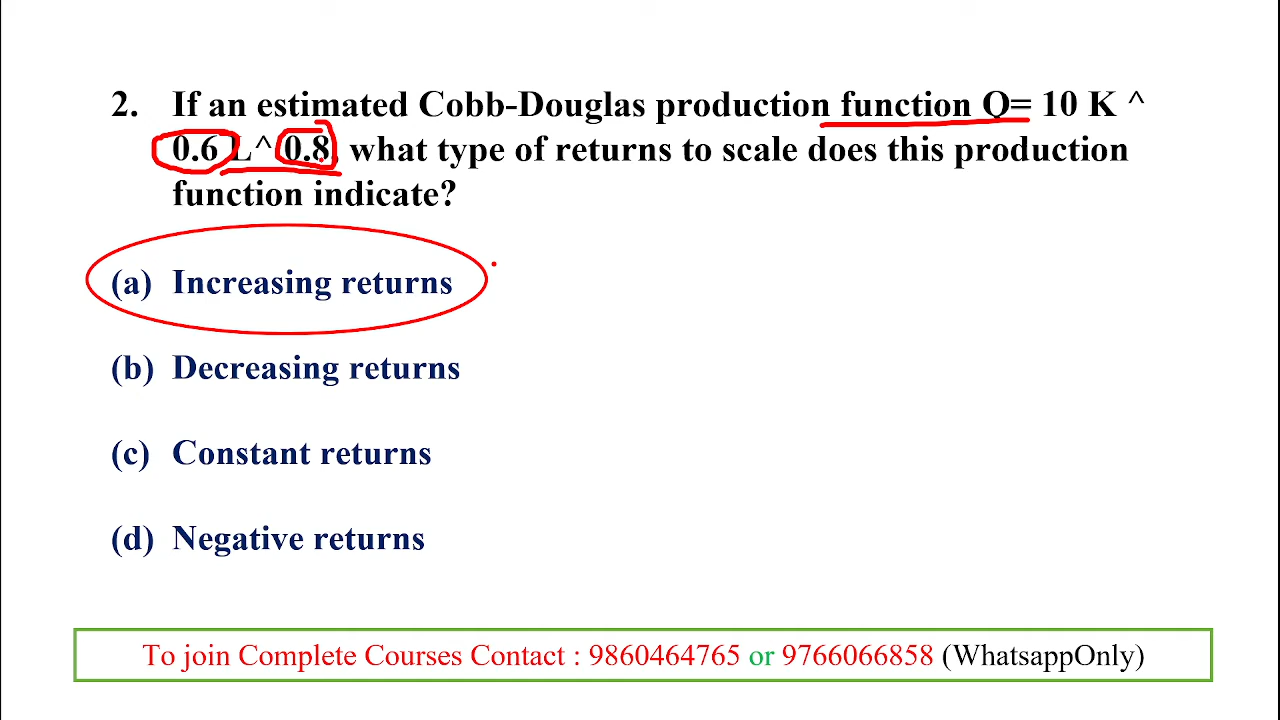 2. If an estimated Cobb-Douglas production function Q= 10 K ^
0.6 L^ 0.8, what type of returns to scale does this production
function indicate?
(a) Increasing returns
(b) Decreasing returns
(c) Constant returns
(d) Negative returns
To join Complete Courses Contact : 9860464765 or 9766066858 (WhatsappOnly)